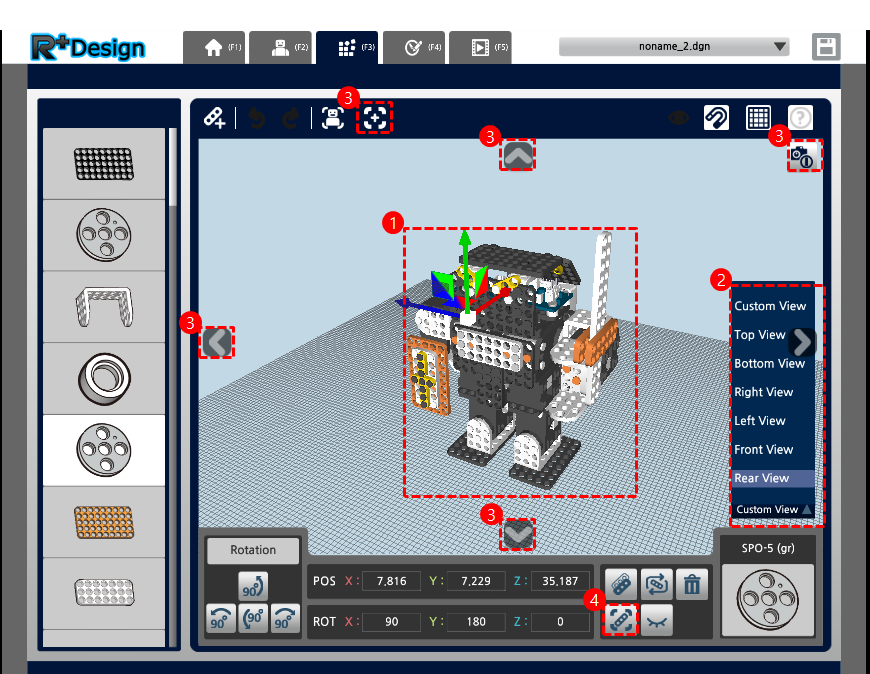 R+Design
(F1)
(F2)
(F3)
(F4)
(F5)
noname_2.dgn
3
3
3
?
1
2
Custom View
Top View
Bottom View
Right View
Left View
Front View
Rear View
Custom View
3
3
Rotation
90
90°
90°
90°
POS X: 7,816 Y: 7,229 Z: 35,187
ROT X: 90 Y: 180 Z: 0
4
SPO-5 (gr)